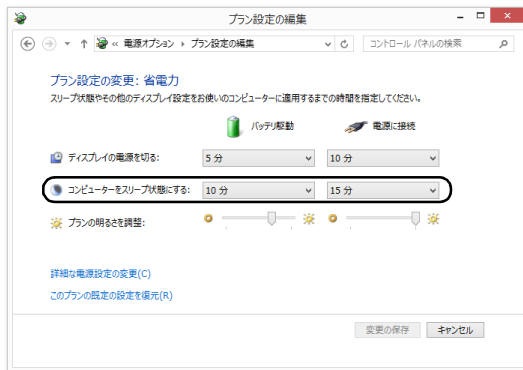 プラン設定の編集
« 電源オプション › プラン設定の編集
コントロール パネルの検索
プラン設定の変更: 省電力
スリープ状態やその他のディスプレイ設定をお使いのコンピューターに適用するまでの時間を指定してください。
バッテリ駆動 電源に接続
ディスプレイの電源を切る: 5 分 10 分
コンピューターをスリープ状態にする: 10 分 15 分
プランの明るさを調整:
詳細な電源設定の変更(C)
このプランの既定の設定を復元(R)
変更の保存 キャンセル